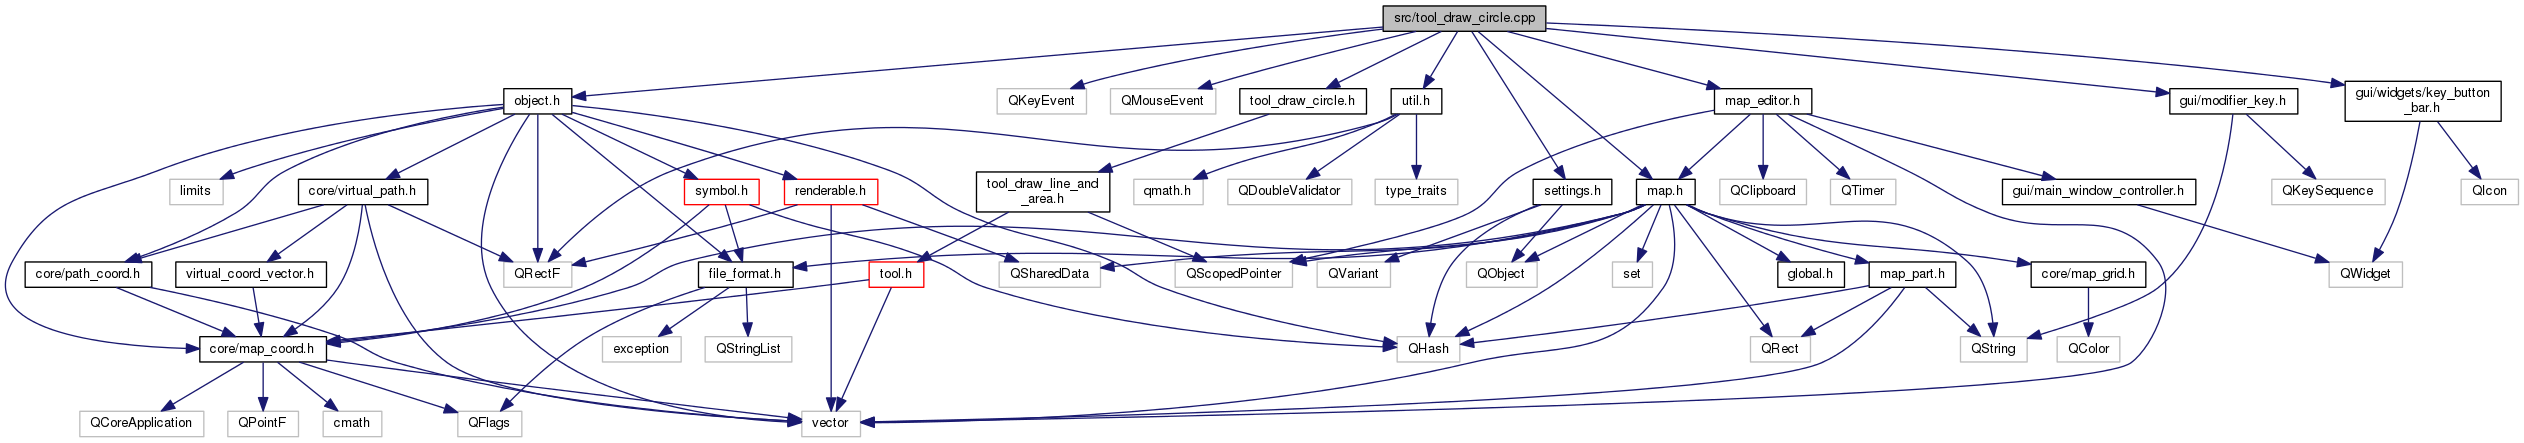 src/tool_draw_circle.cpp
object.h
QKeyEvent
QMouseEvent
tool_draw_circle.h
util.h
map_editor.h
gui/modifier_key.h
gui/widgets/key_button
_bar.h
limits
core/virtual_path.h
symbol.h
renderable.h
tool_draw_line_and
_area.h
qmath.h
QDoubleValidator
type_traits
settings.h
map.h
QClipboard
QTimer
gui/main_window_controller.h
QKeySequence
QIcon
core/path_coord.h
virtual_coord_vector.h
QRectF
file_format.h
tool.h
QSharedData
QScopedPointer
QVariant
QObject
set
global.h
map_part.h
core/map_grid.h
QWidget
core/map_coord.h
exception
QStringList
QHash
QRect
QString
QColor
QCoreApplication
QPointF
cmath
QFlags
vector